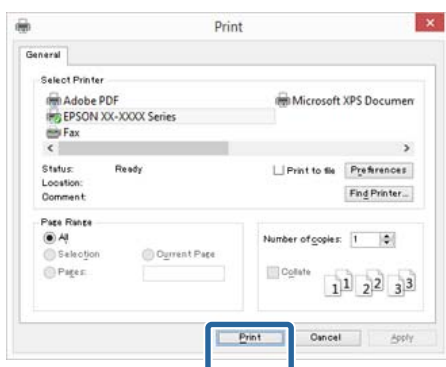 Print
General
Select Printer
Adobe PDF
Microsoft XPS Documen
EPSON XX-XXXX Series
Fax
Status: Ready
Print to file
Preferences
Location:
Comment:
Find Printer...
Page Range
All
Selection
Current Page
Pages:
Number of copies: 1
Collate
1 1 2 2 3 3
Print
Cancel
Apply